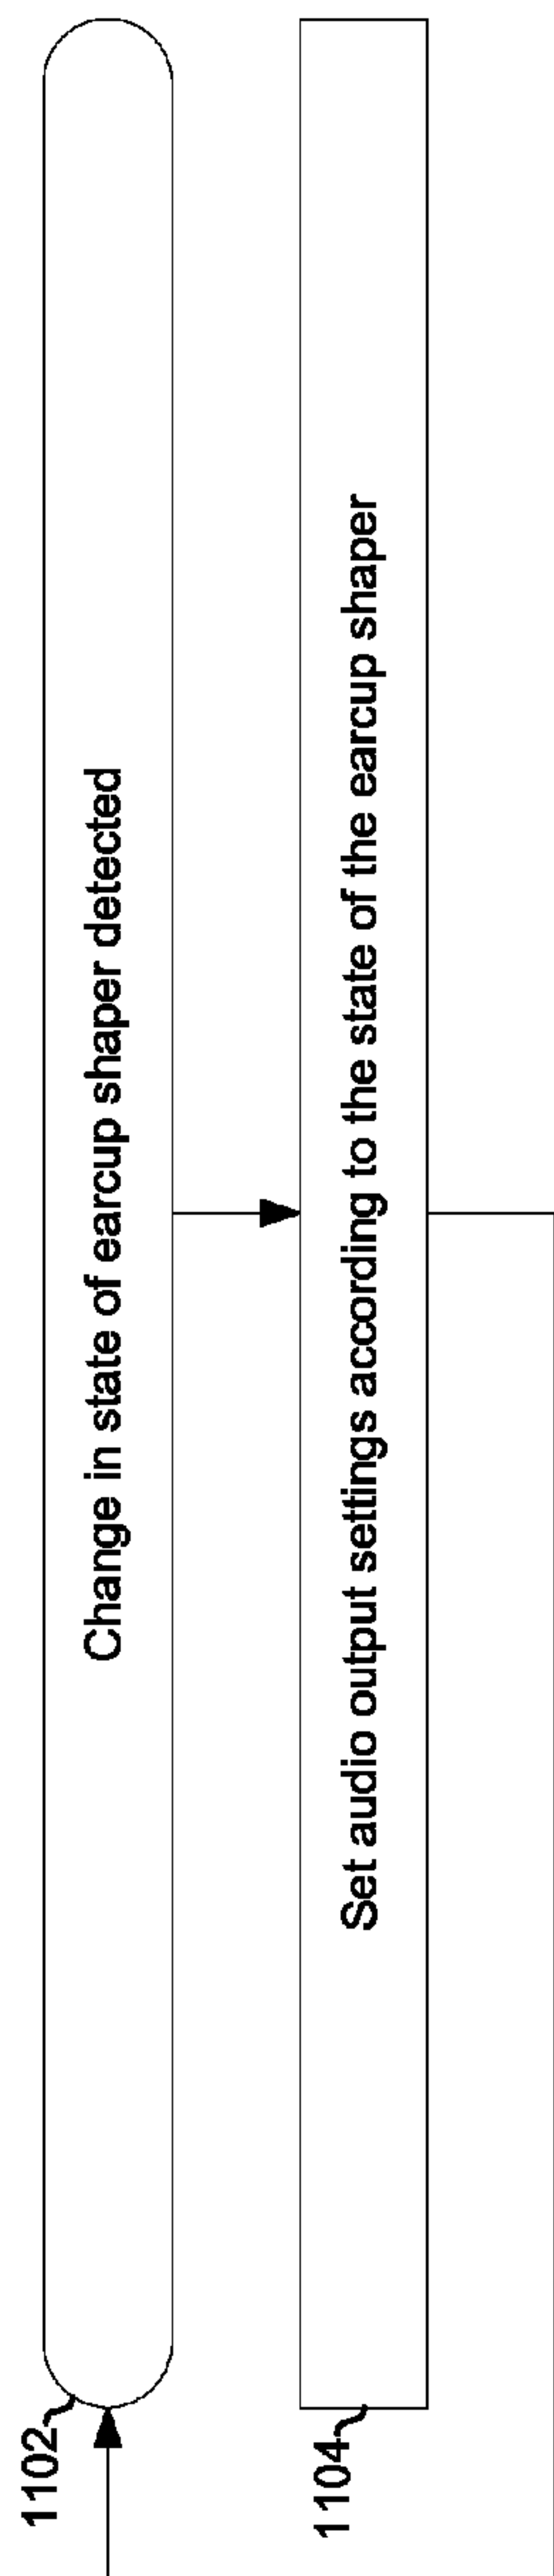 1102
Change in state of earcup shaper detected
1104
Set audio output settings according to the state of the earcup shaper